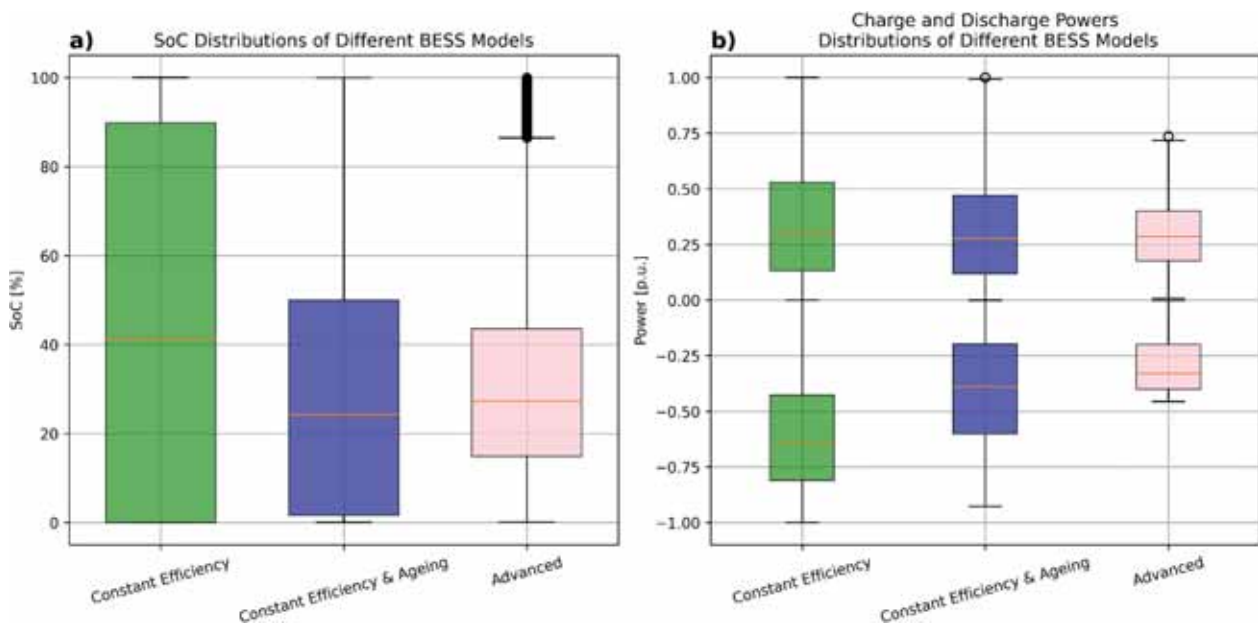 a)
SoC Distributions of Different BESS Models
SoC [%]
100
80
60
40
20
0
Constant Efficiency
Constant Efficiency & Ageing
Advanced
b)
Charge and Discharge Powers
Distributions of Different BESS Models
Power [p.u.]
1.00
0.75
0.50
0.25
0.00
−0.25
−0.50
−0.75
−1.00
Constant Efficiency
Constant Efficiency & Ageing
Advanced